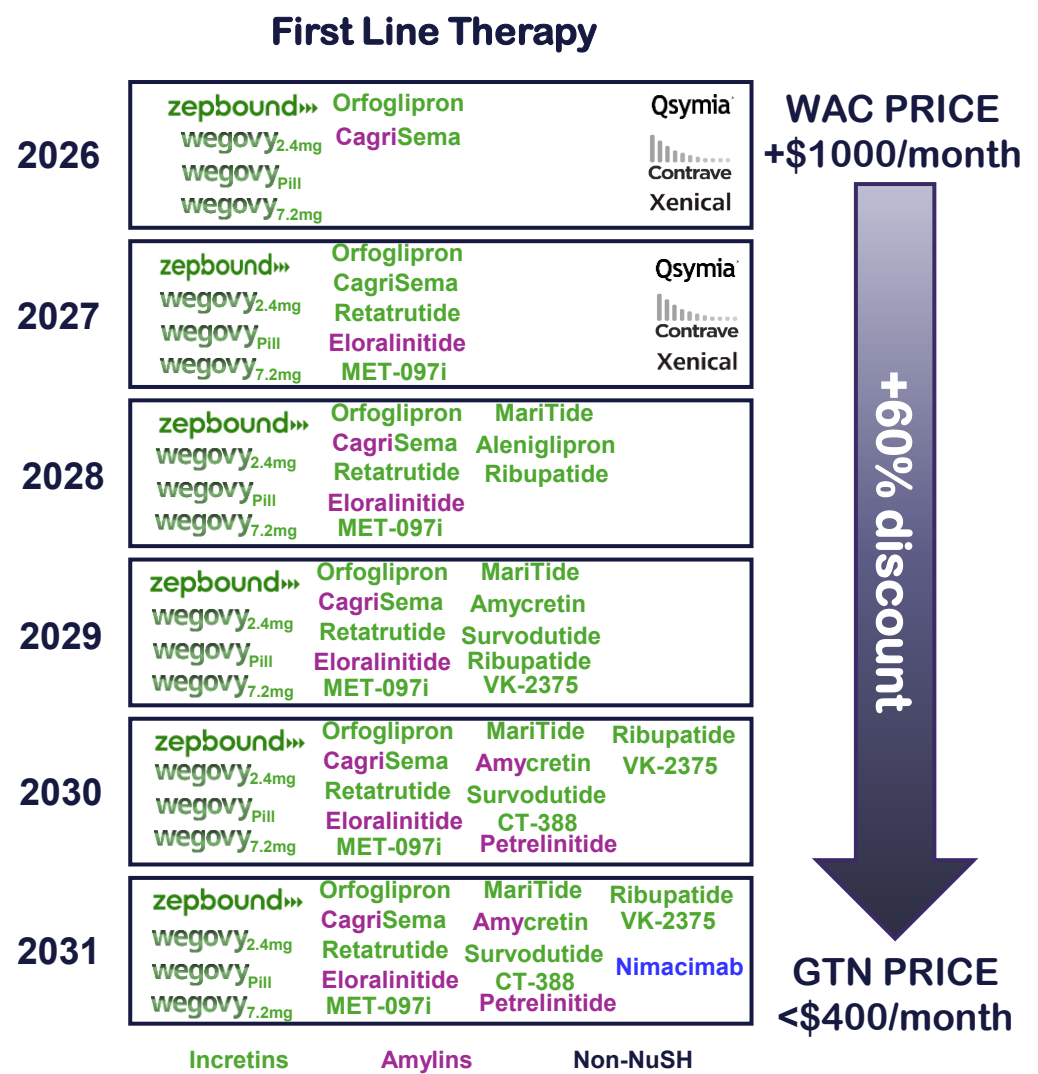 First Line Therapy
2026
zepbound
wegovy2.4mg
wegovyPill
wegovy7.2mg
Orfoglipron
CagriSema
Qsymia
Contrave
Xenical
2027
zepbound
wegovy2.4mg
wegovyPill
wegovy7.2mg
Orfoglipron
CagriSema
Retatrutide
Eloralinitide
MET-097i
Qsymia
Contrave
Xenical
2028
zepbound
wegovy2.4mg
wegovyPill
wegovy7.2mg
Orfoglipron
CagriSema
Retatrutide
Eloralinitide
MET-097i
MariTide
Aleniglipron
Ribupatide
2029
zepbound
wegovy2.4mg
wegovyPill
wegovy7.2mg
Orfoglipron
CagriSema
Retatrutide
Eloralinitide
MET-097i
MariTide
Amycretin
Survodutide
Ribupatide
VK-2375
2030
zepbound
wegovy2.4mg
wegovyPill
wegovy7.2mg
Orfoglipron
CagriSema
Retatrutide
Eloralinitide
MET-097i
MariTide
Amycretin
Survodutide
CT-388
Petrelinitide
Ribupatide
VK-2375
2031
zepbound
wegovy2.4mg
wegovyPill
wegovy7.2mg
Orfoglipron
CagriSema
Retatrutide
Eloralinitide
MET-097i
MariTide
Amycretin
Survodutide
CT-388
Petrelinitide
Ribupatide
VK-2375
Nimacimab
Incretins
Amylins
Non-NuSH
WAC PRICE
+$1000/month
+60% discount
GTN PRICE
<$400/month